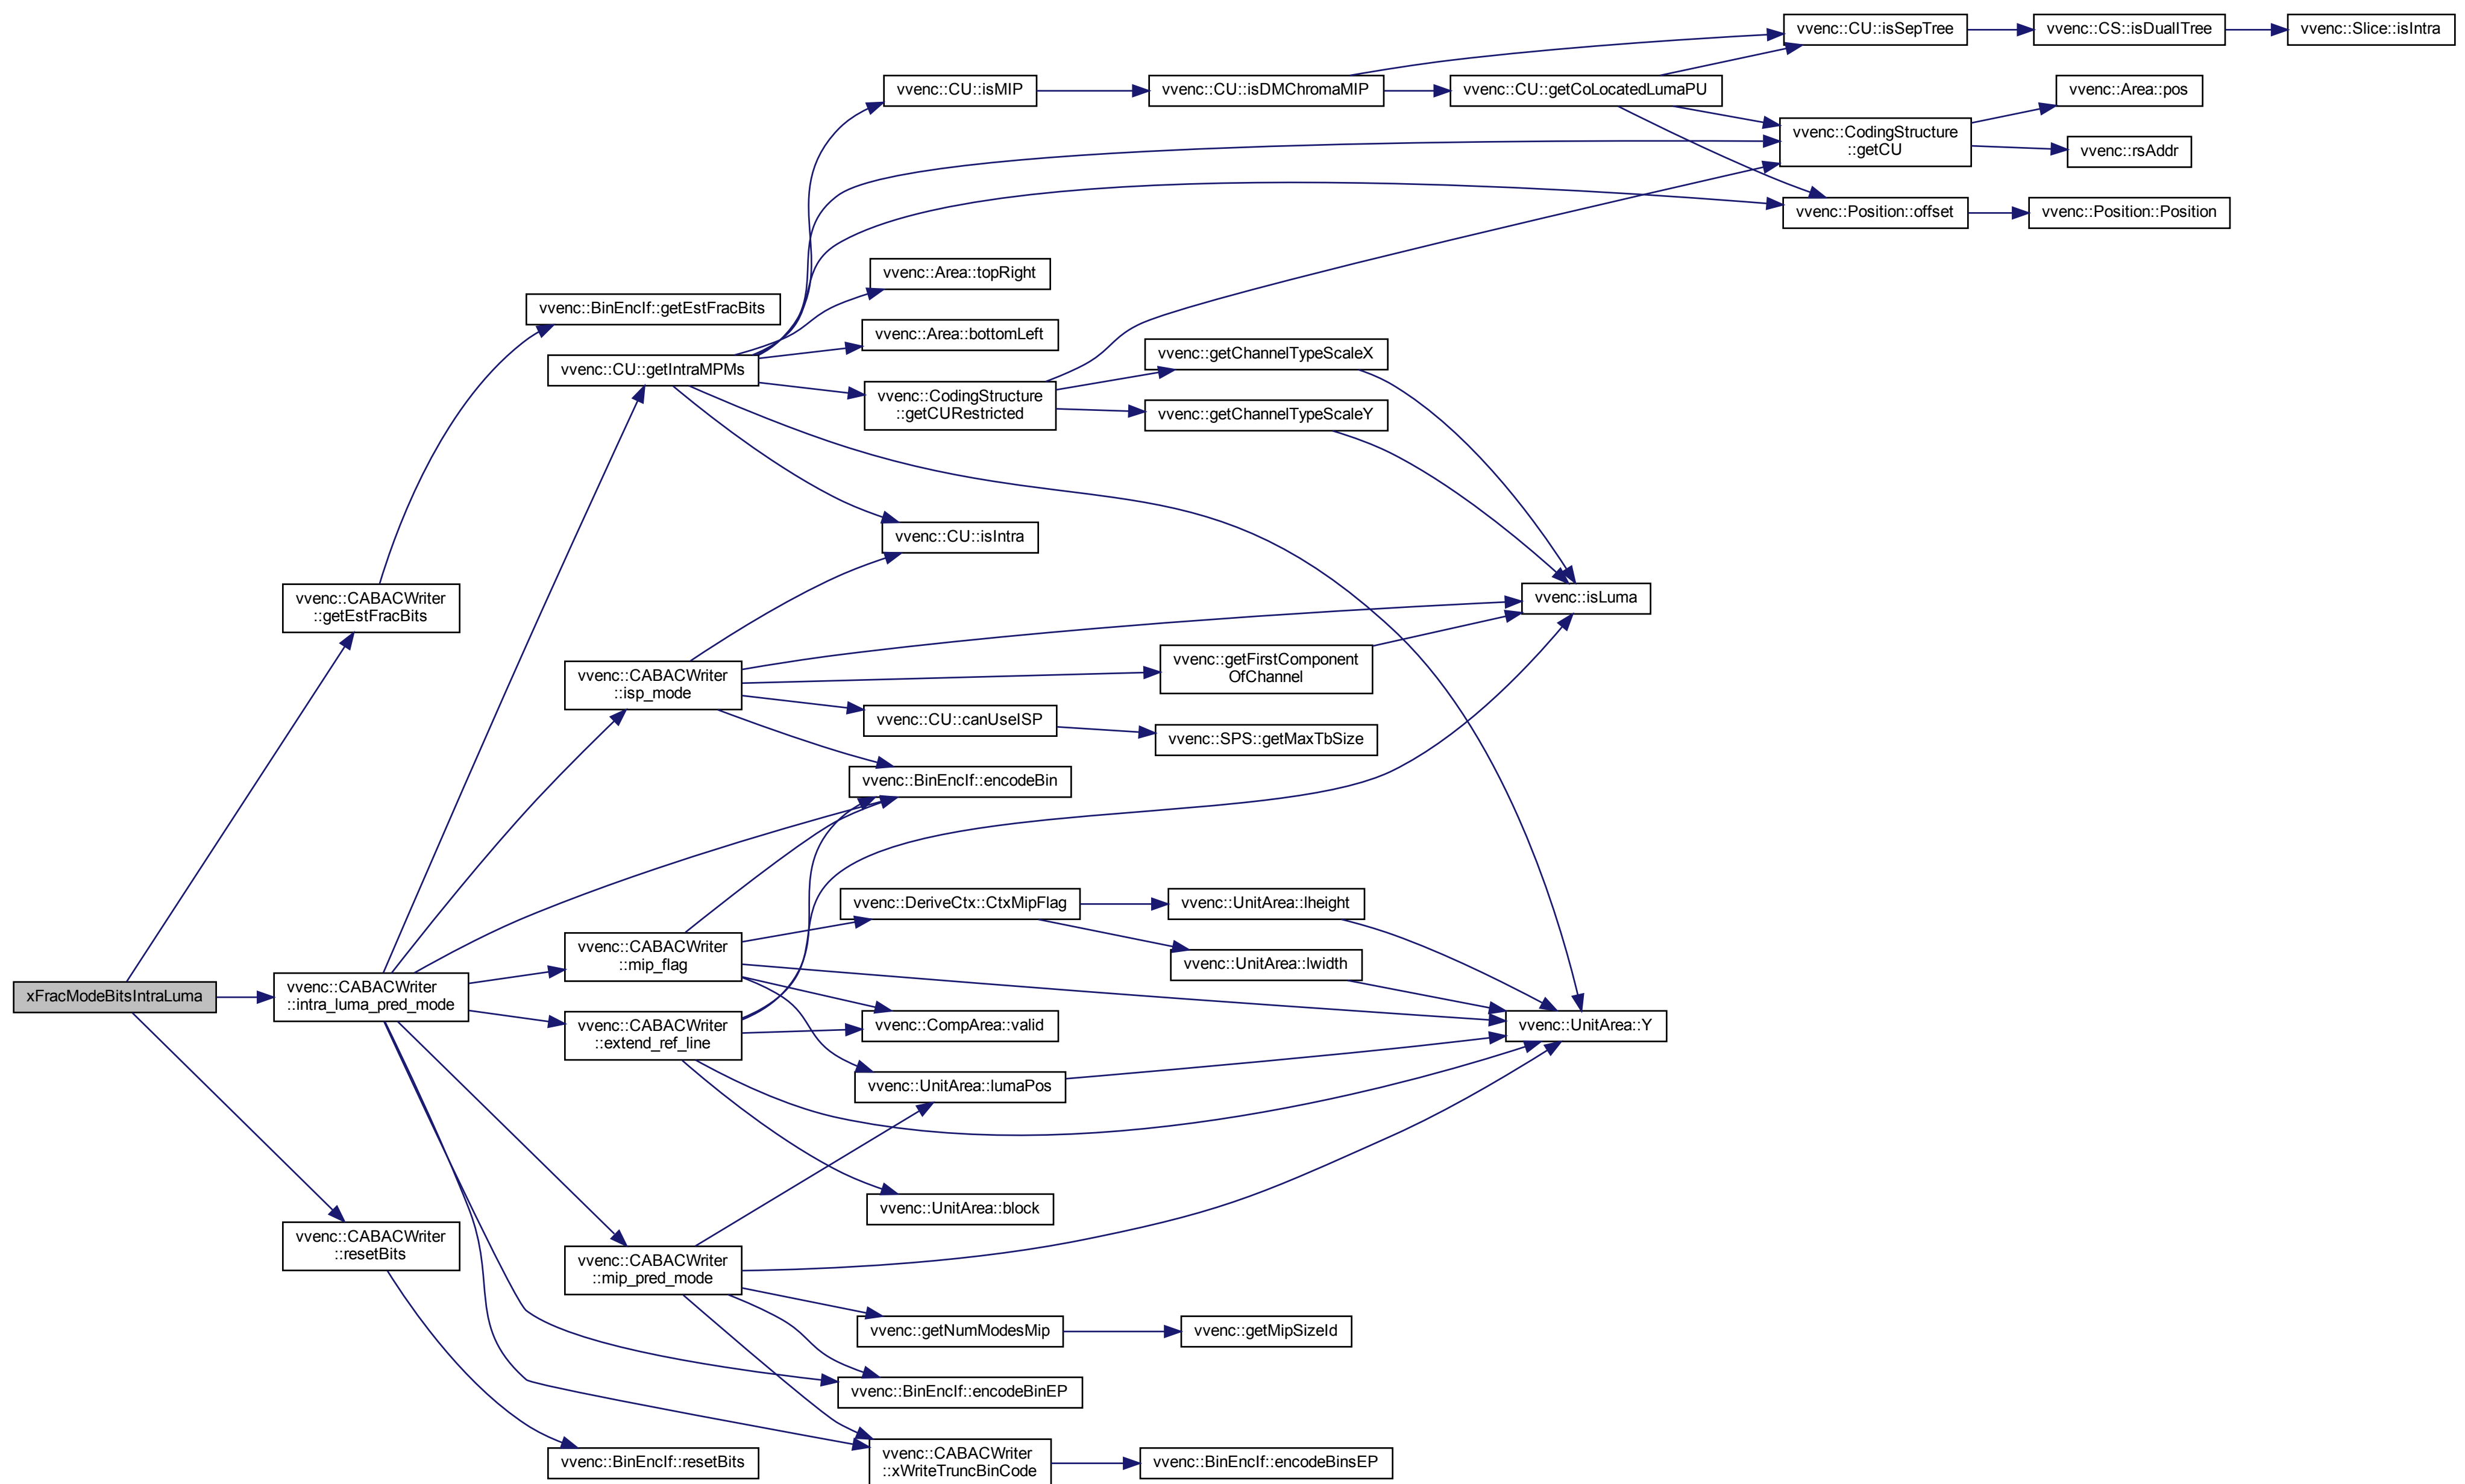 vvenc::CU::isSepTree
vvenc::CS::isDualITree
vvenc::Slice::isIntra
vvenc::CU::isMIP
vvenc::CU::isDMChromaMIP
vvenc::CU::getCoLocatedLumaPU
vvenc::Area::pos
vvenc::CodingStructure
::getCU
vvenc::rsAddr
vvenc::Position::offset
vvenc::Position::Position
vvenc::Area::topRight
vvenc::BinEncIf::getEstFracBits
vvenc::Area::bottomLeft
vvenc::CU::getIntraMPMs
vvenc::getChannelTypeScaleX
vvenc::CodingStructure
::getCURestricted
vvenc::getChannelTypeScaleY
vvenc::CU::isIntra
vvenc::CABACWriter
::getEstFracBits
vvenc::isLuma
vvenc::CABACWriter
::isp_mode
vvenc::getFirstComponent
OfChannel
vvenc::CU::canUseISP
vvenc::SPS::getMaxTbSize
vvenc::BinEncIf::encodeBin
vvenc::DeriveCtx::CtxMipFlag
vvenc::UnitArea::lheight
vvenc::CABACWriter
::mip_flag
vvenc::UnitArea::lwidth
xFracModeBitsIntraLuma
vvenc::CABACWriter
::intra_luma_pred_mode
vvenc::CABACWriter
::extend_ref_line
vvenc::CompArea::valid
vvenc::UnitArea::Y
vvenc::UnitArea::lumaPos
vvenc::UnitArea::block
vvenc::CABACWriter
::resetBits
vvenc::CABACWriter
::mip_pred_mode
vvenc::getNumModesMip
vvenc::getMipSizeId
vvenc::BinEncIf::encodeBinEP
vvenc::BinEncIf::resetBits
vvenc::CABACWriter
::xWriteTruncBinCode
vvenc::BinEncIf::encodeBinsEP